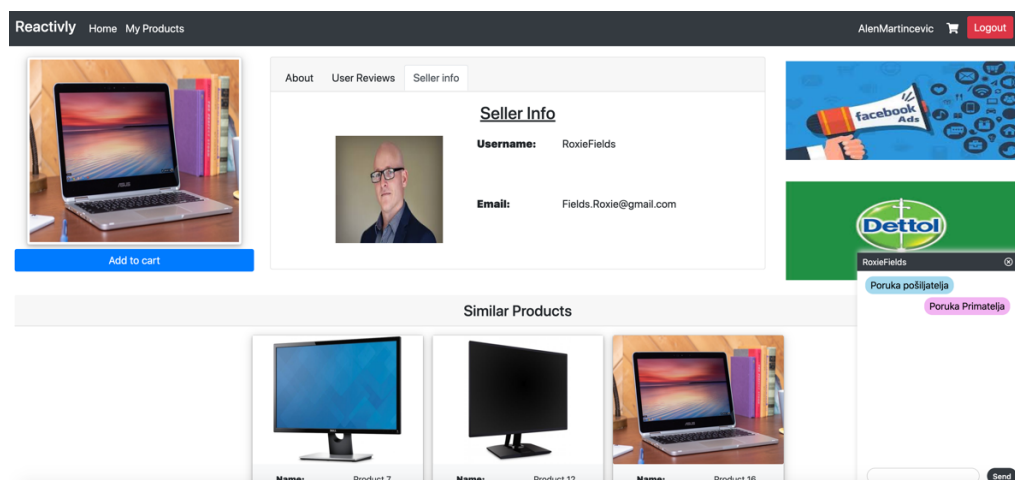 Reactivly Home My Products AlenMartincevic Logout
About User Reviews Seller info
Seller Info
Username: RoxieFields
Email: Fields.Roxie@gmail.com
Add to cart
facebook
Ads
Dettol
RoxieFields
Poruka pošiljatelja
Poruka Primatelja
Similar Products
ASUS
DELL
Name: Product 7
Name: Product 12
Name: Product 16
Send